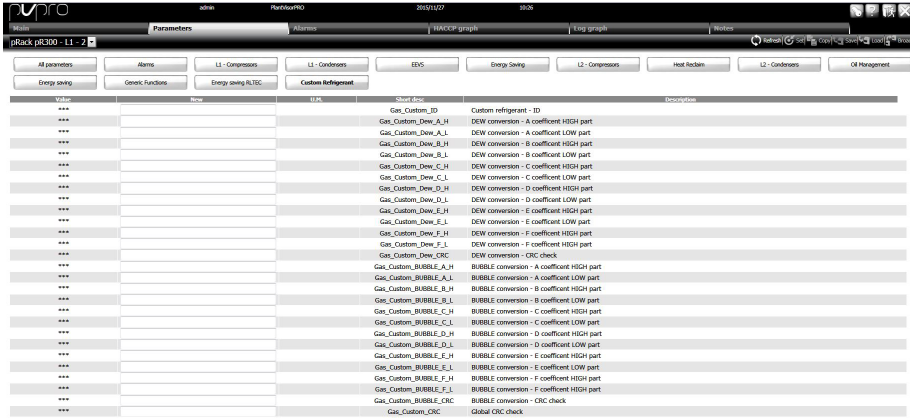 pvpro admin PlantVisorPRO 2015/11/27 10:26
Main Parameters Alarms HACCP graph Log graph Notes
pRack pR300 - L1 - 2 Refresh Set Copy Save Load Broa
All parameters Alarms L1 - Compressors L1 - Condensers EEVS Energy Saving L2 - Compressors Heat Reclaim L2 - Condensers Oil Management
Energy saving Generic Functions Energy saving RLTEC Custom Refrigerant
Value New U.M. Short desc Description
*** Gas_Custom_ID Custom refrigerant - ID
*** Gas_Custom_Dew_A_H DEW conversion - A coefficent HIGH part
*** Gas_Custom_Dew_A_L DEW conversion - A coefficent LOW part
*** Gas_Custom_Dew_B_H DEW conversion - B coefficent HIGH part
*** Gas_Custom_Dew_B_L DEW conversion - B coefficent LOW part
*** Gas_Custom_Dew_C_H DEW conversion - C coefficent HIGH part
*** Gas_Custom_Dew_C_L DEW conversion - C coefficent LOW part
*** Gas_Custom_Dew_D_H DEW conversion - D coefficent HIGH part
*** Gas_Custom_Dew_D_L DEW conversion - D coefficent LOW part
*** Gas_Custom_Dew_E_H DEW conversion - E coefficent HIGH part
*** Gas_Custom_Dew_E_L DEW conversion - E coefficent LOW part
*** Gas_Custom_Dew_F_H DEW conversion - F coefficent HIGH part
*** Gas_Custom_Dew_F_L DEW conversion - F coefficent HIGH part
*** Gas_Custom_Dew_CRC DEW conversion - CRC check
*** Gas_Custom_BUBBLE_A_H BUBBLE conversion - A coefficent HIGH part
*** Gas_Custom_BUBBLE_A_L BUBBLE conversion - A coefficent LOW part
*** Gas_Custom_BUBBLE_B_H BUBBLE conversion - B coefficent HIGH part
*** Gas_Custom_BUBBLE_B_L BUBBLE conversion - B coefficent LOW part
*** Gas_Custom_BUBBLE_C_H BUBBLE conversion - C coefficent HIGH part
*** Gas_Custom_BUBBLE_C_L BUBBLE conversion - C coefficent LOW part
*** Gas_Custom_BUBBLE_D_H BUBBLE conversion - D coefficent HIGH part
*** Gas_Custom_BUBBLE_D_L BUBBLE conversion - D coefficent LOW part
*** Gas_Custom_BUBBLE_E_H BUBBLE conversion - E coefficent HIGH part
*** Gas_Custom_BUBBLE_E_L BUBBLE conversion - E coefficent LOW part
*** Gas_Custom_BUBBLE_F_H BUBBLE conversion - F coefficent HIGH part
*** Gas_Custom_BUBBLE_F_L BUBBLE conversion - F coefficent HIGH part
*** Gas_Custom_BUBBLE_CRC BUBBLE conversion - CRC check
*** Gas_Custom_CRC Global CRC check